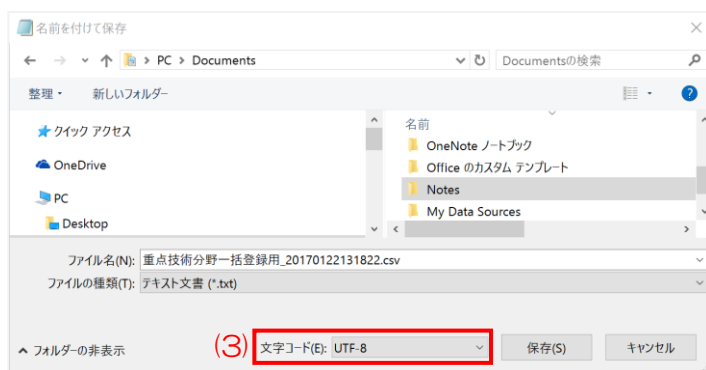 名前を付けて保存
> PC > Documents
Documentsの検索
整理
新しいフォルダー
クイック アクセス
OneDrive
PC
Desktop
名前
OneNote ノートブック
Office のカスタム テンプレート
Notes
My Data Sources
ファイル名(N): 重点技術分野一括登録用_20170122131822.csv
ファイルの種類(T): テキスト文書 (*.txt)
フォルダーの非表示
(3) 文字コード(E): UTF-8
保存(S)
キャンセル